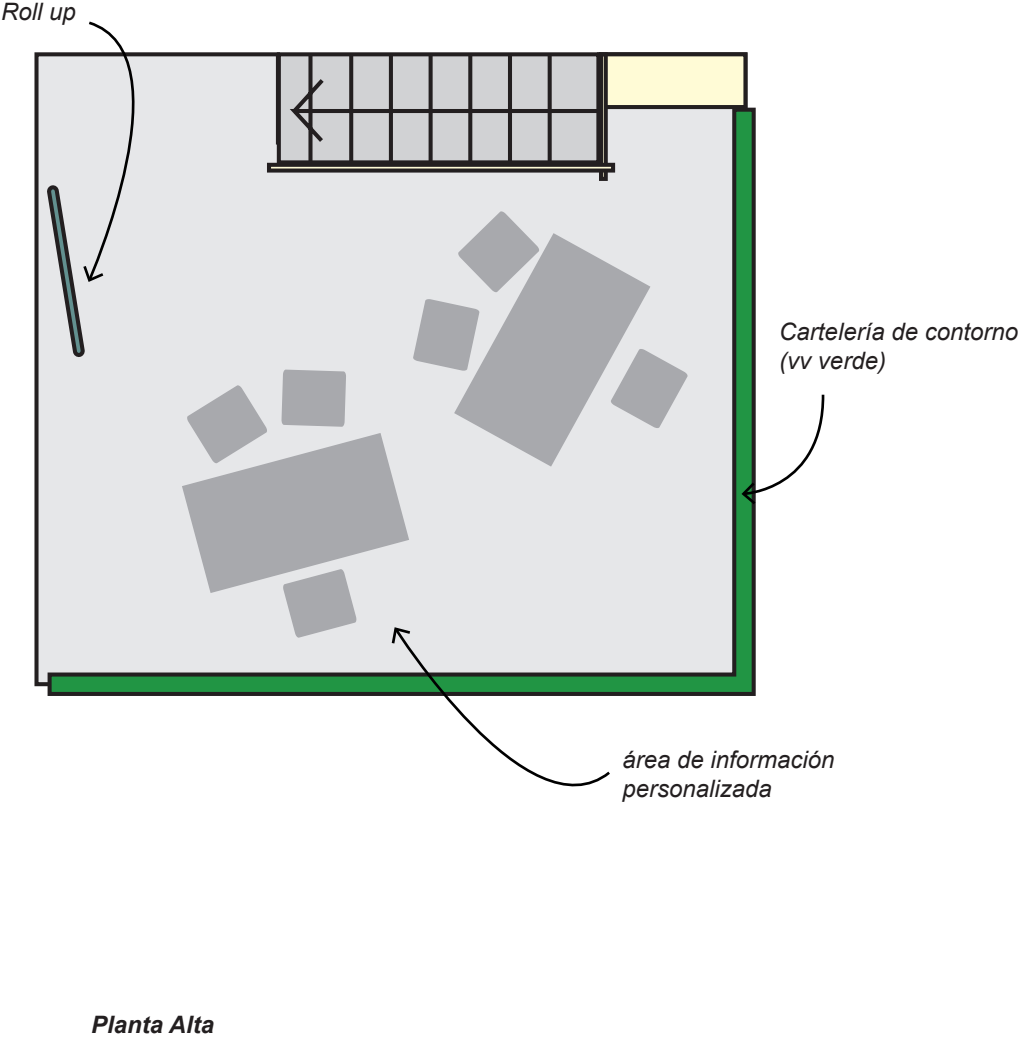 Roll up
Cartelería de contorno
(vv verde)
área de información
personalizada
Planta Alta